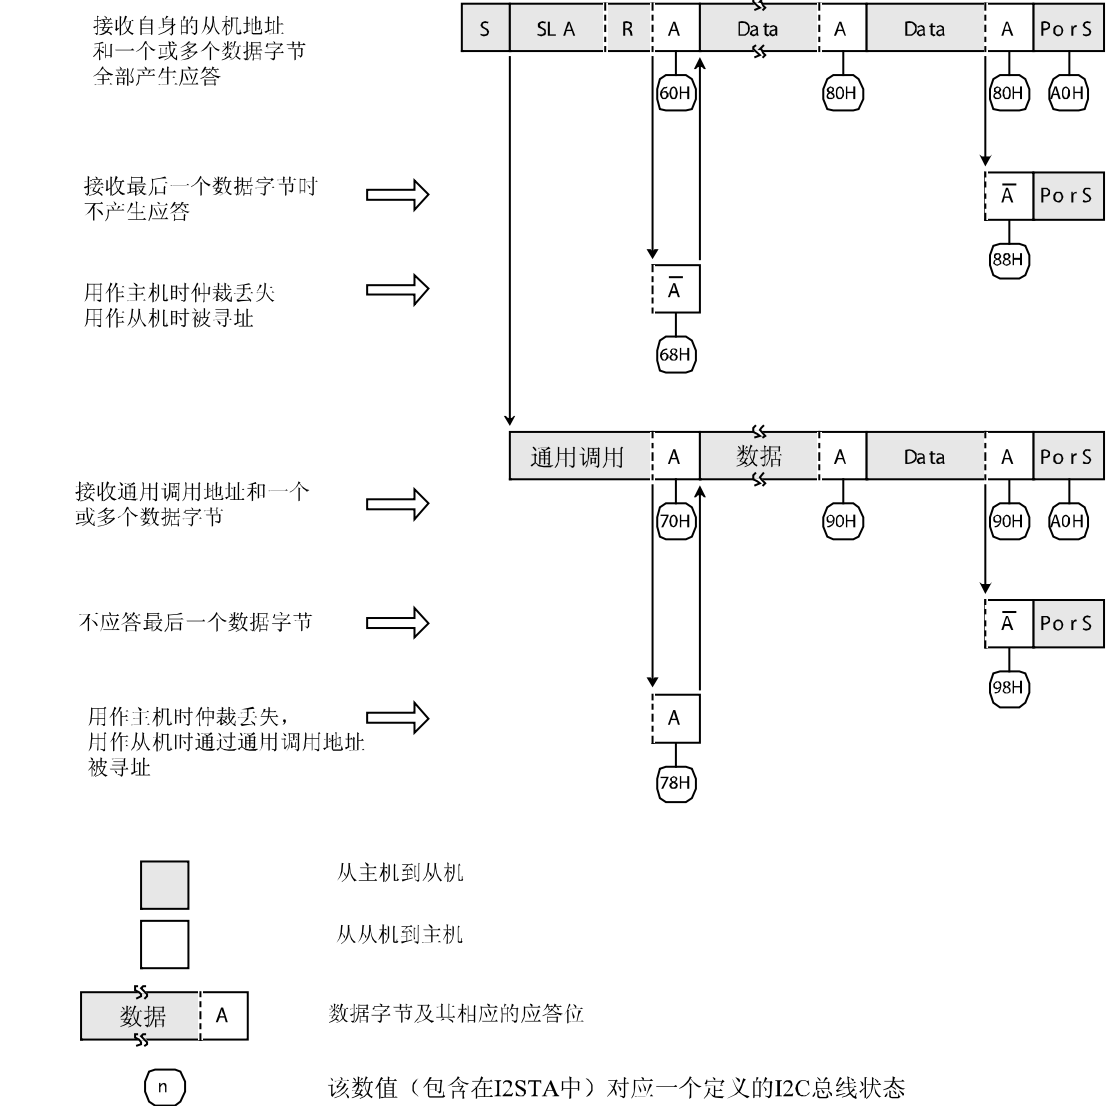 接收自身的从机地址
和一个或多个数据字节
全部产生应答
S SLA R A Data A Data A PorS
60H 80H 80H A0H
接收最后一个数据字节时
不产生应答
A PorS
88H
用作主机时仲裁丢失
用作从机时被寻址
A
68H
通用调用 A 数据 A Data A PorS
70H 90H 90H A0H
接收通用调用地址和一个
或多个数据字节
不应答最后一个数据字节
A PorS
98H
用作主机时仲裁丢失，
用作从机时通过通用调用地址
被寻址
A
78H
从主机到从机
从从机到主机
数据 A
数据字节及其相应的应答位
n
该数值（包含在I2STA中）对应一个定义的I2C总线状态